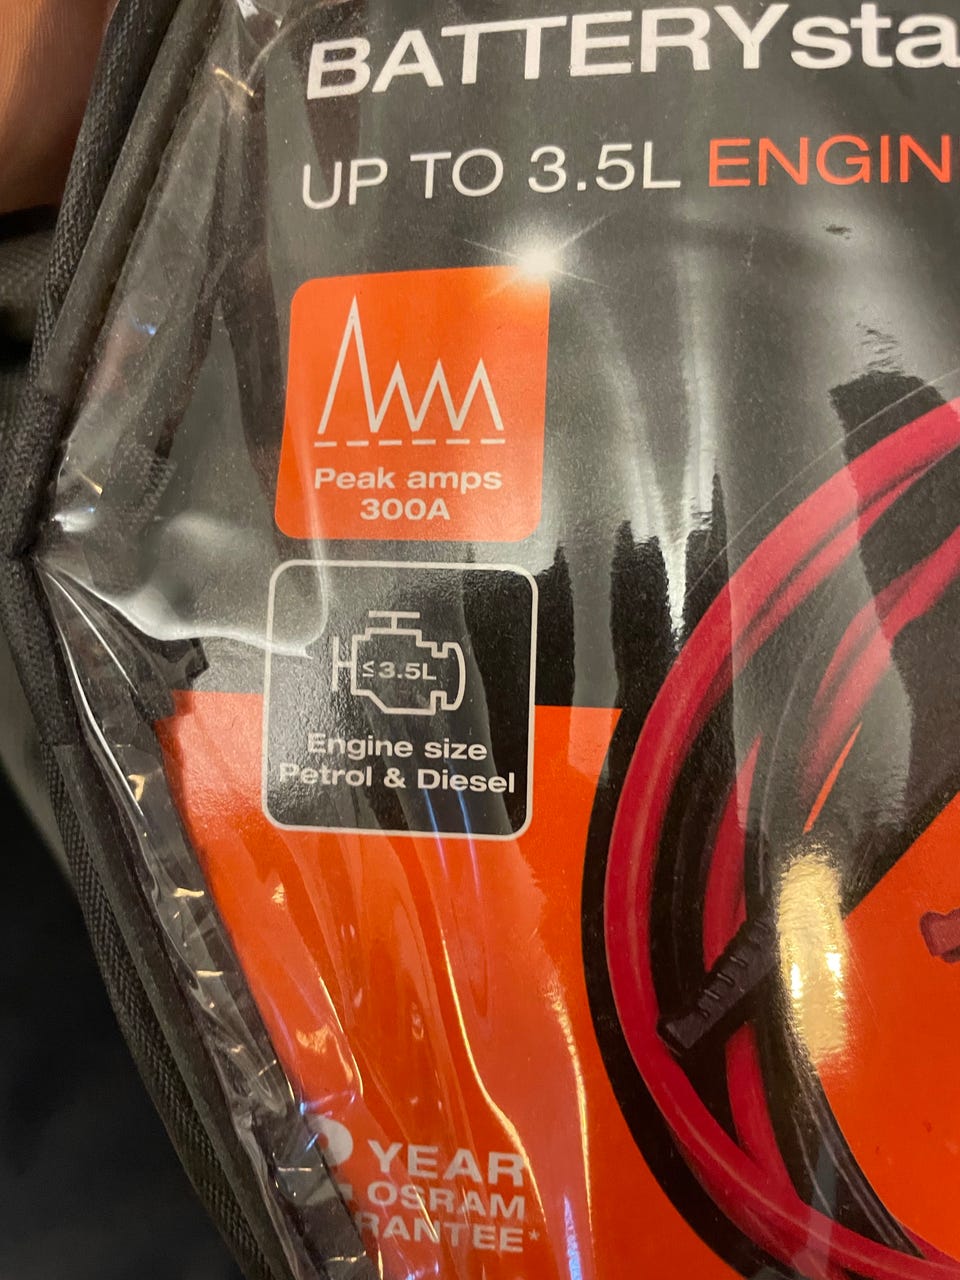 BATTERYsta
UP TO 3.5L ENGIN
Peak amps
300A
≤3.5L
Engine size
Petrol & Diesel
YEAR
OSRAM
RANTEE*